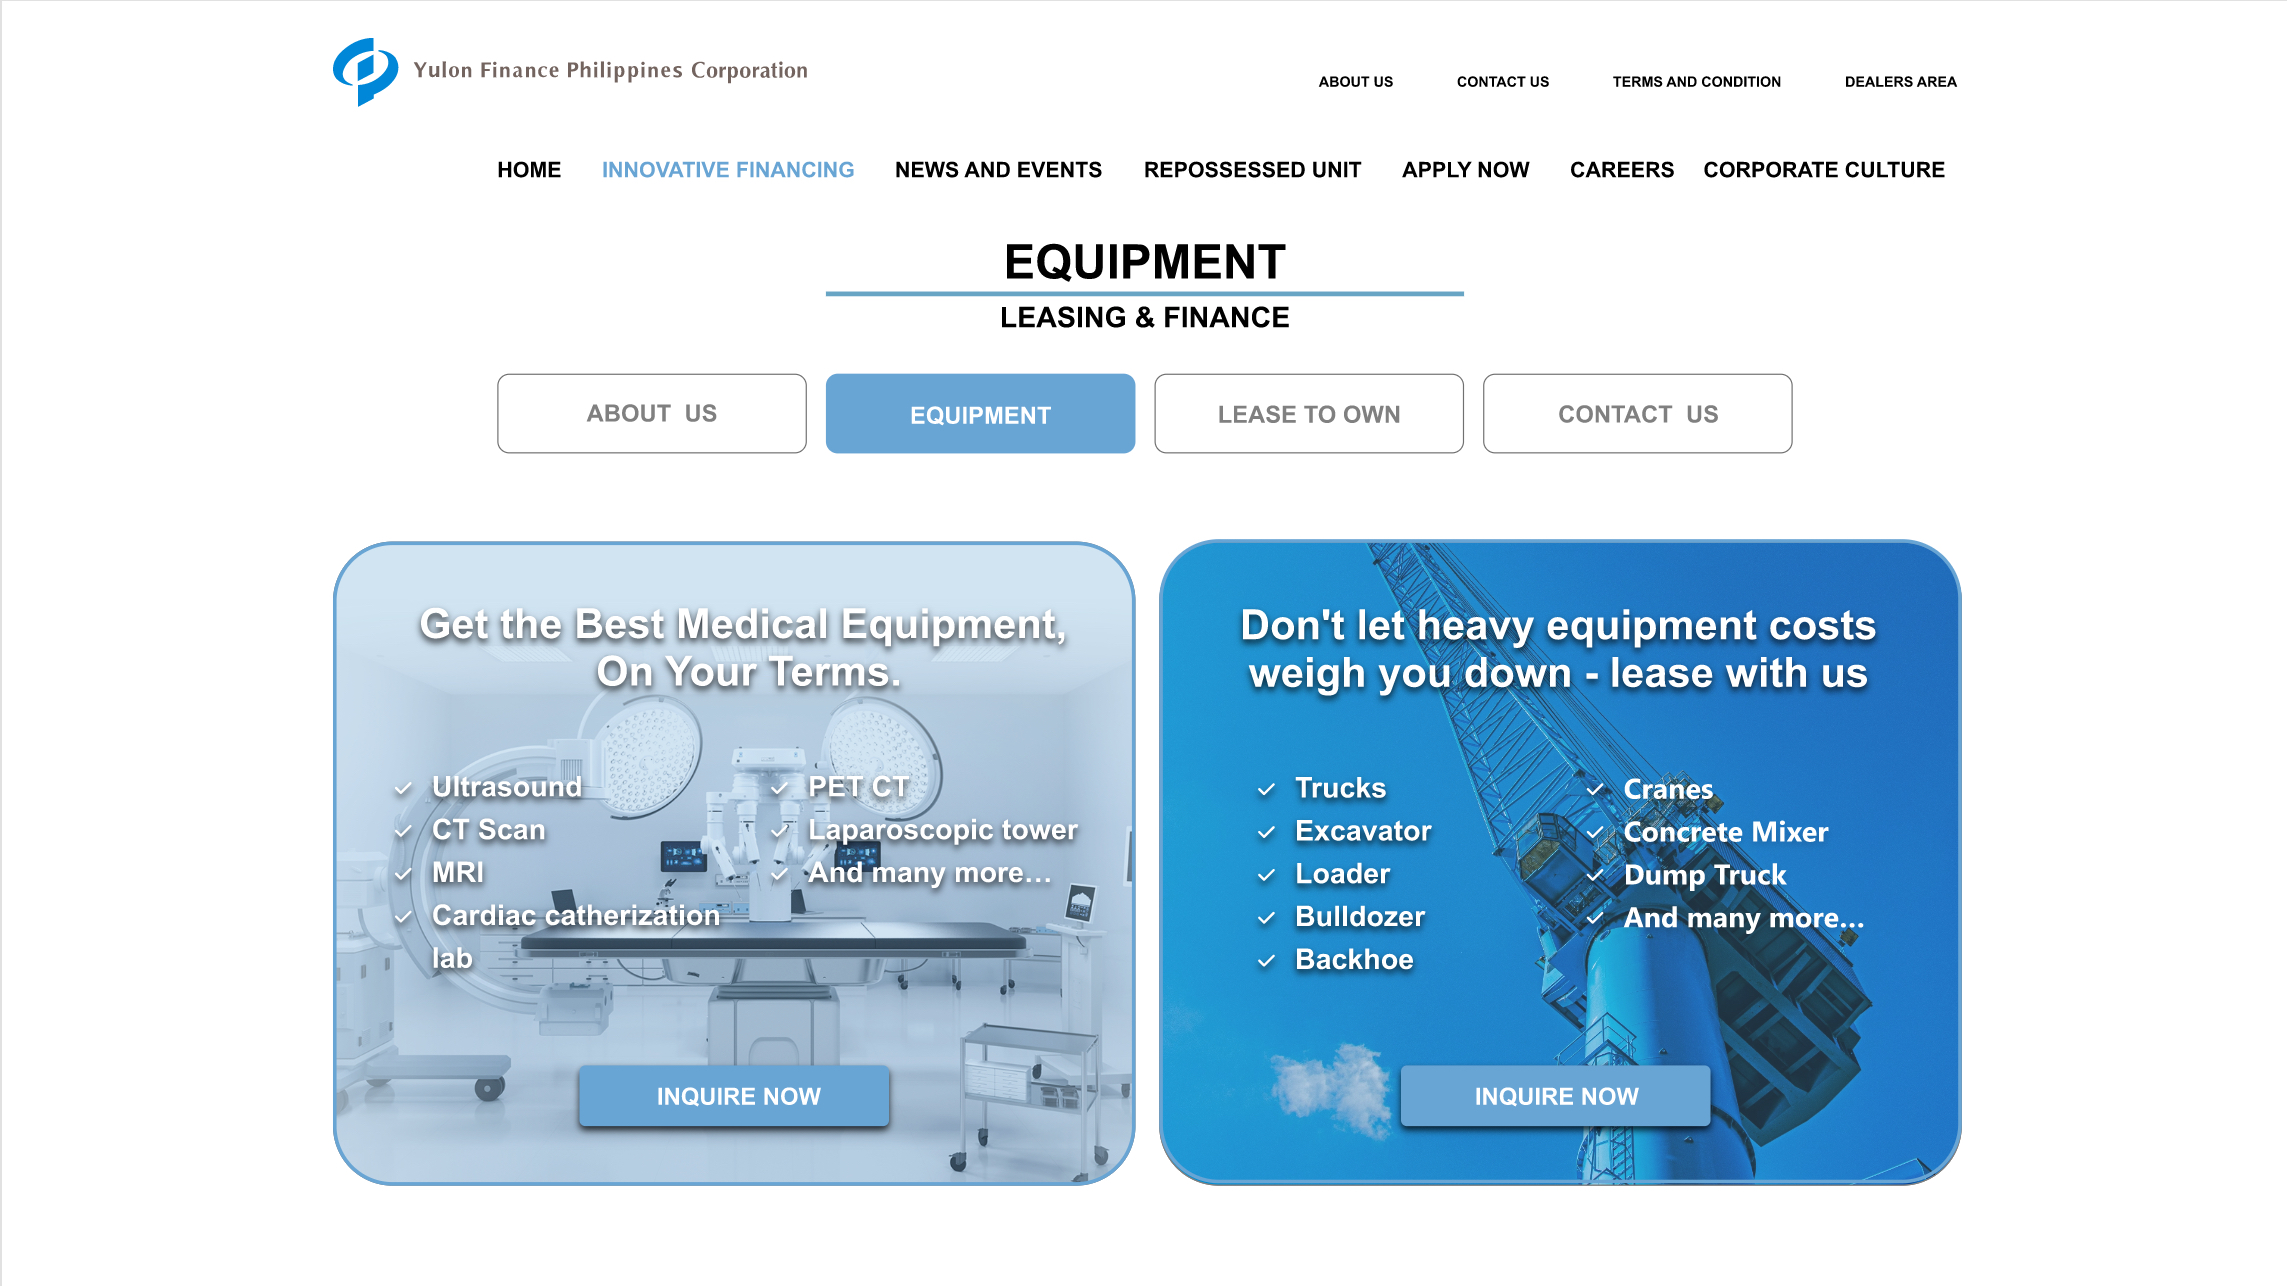 Yulon Finance Philippines Corporation
ABOUT US
CONTACT US
TERMS AND CONDITION
DEALERS AREA
HOME
INNOVATIVE FINANCING
NEWS AND EVENTS
REPOSSESSED UNIT
APPLY NOW
CAREERS
CORPORATE CULTURE
EQUIPMENT
LEASING & FINANCE
ABOUT US
EQUIPMENT
LEASE TO OWN
CONTACT US
Get the Best Medical Equipment,
On Your Terms.
Ultrasound
CT Scan
MRI
Cardiac catherization
lab
PET CT
Laparoscopic tower
And many more...
INQUIRE NOW
Don't let heavy equipment costs
weigh you down - lease with us
Trucks
Excavator
Loader
Bulldozer
Backhoe
Cranes
Concrete Mixer
Dump Truck
And many more...
INQUIRE NOW